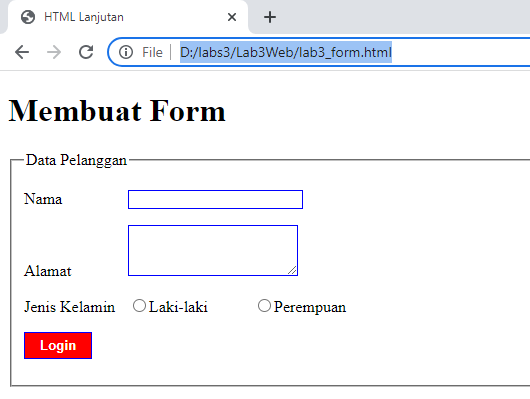 HTML Lanjutan
File D:/labs3/Lab3Web/lab3_form.html
Membuat Form
Data Pelanggan
Nama
Alamat
Jenis Kelamin Laki-laki Perempuan
Login